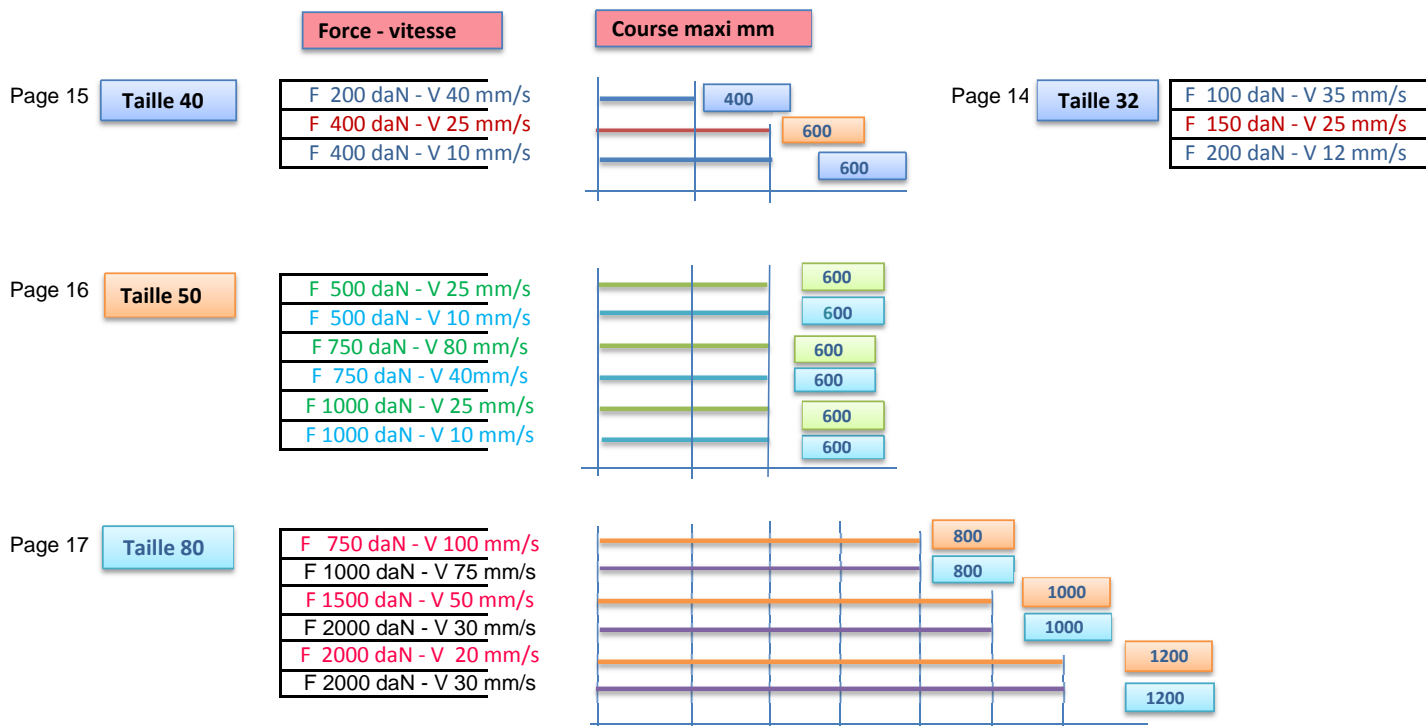 Force - vitesse
Course maxi mm
Page 15
Taille 40
F 200 daN - V 40 mm/s
400
F 400 daN - V 25 mm/s
600
F 400 daN - V 10 mm/s
600
Page 14
Taille 32
F 100 daN - V 35 mm/s
F 150 daN - V 25 mm/s
F 200 daN - V 12 mm/s
Page 16
Taille 50
F 500 daN - V 25 mm/s
600
F 500 daN - V 10 mm/s
600
F 750 daN - V 80 mm/s
600
F 750 daN - V 40mm/s
600
F 1000 daN - V 25 mm/s
600
F 1000 daN - V 10 mm/s
600
Page 17
Taille 80
F 750 daN - V 100 mm/s
800
F 1000 daN - V 75 mm/s
800
F 1500 daN - V 50 mm/s
1000
F 2000 daN - V 30 mm/s
1000
F 2000 daN - V 20 mm/s
1200
F 2000 daN - V 30 mm/s
1200